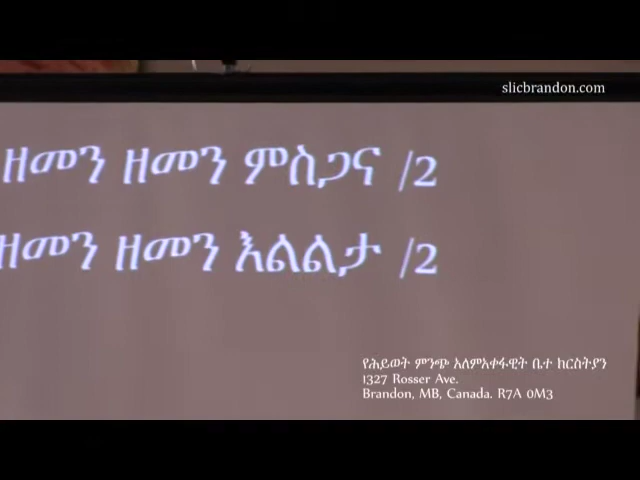 slicbrandon.com
ዘመን ዘመን ምስጋና /2
ዘመን ዘመን እልልታ /2
የሕይወት ምንጭ አለምአቀፋዊት ቤተ ክርስትያን
1327 Rosser Ave.
Brandon, MB, Canada. R7A 0M3